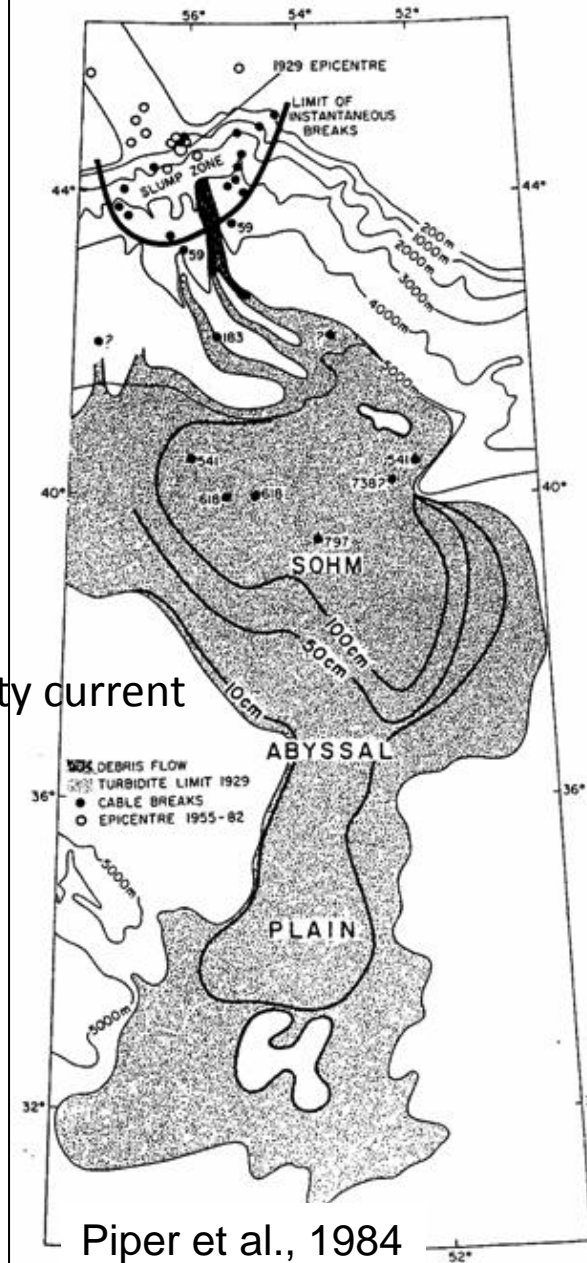 56° 54° 52°
1929 EPICENTRE
LIMIT OF
INSTANTANEOUS
BREAKS
SLUMP ZONE
44° 44°
200m
1000m
2000m
3000m
4000m
5000m
59
59
183
?
?
541
541
40° 40°
738?
618
618
797
SOHM
100cm
50cm
10cm
ty current
ABYSSAL
DEBRIS FLOW
TURBIDITE LIMIT 1929
CABLE BREAKS
EPICENTRE 1955-82
36° 36°
5000m
PLAIN
5000m
32°
Piper et al., 1984
52°